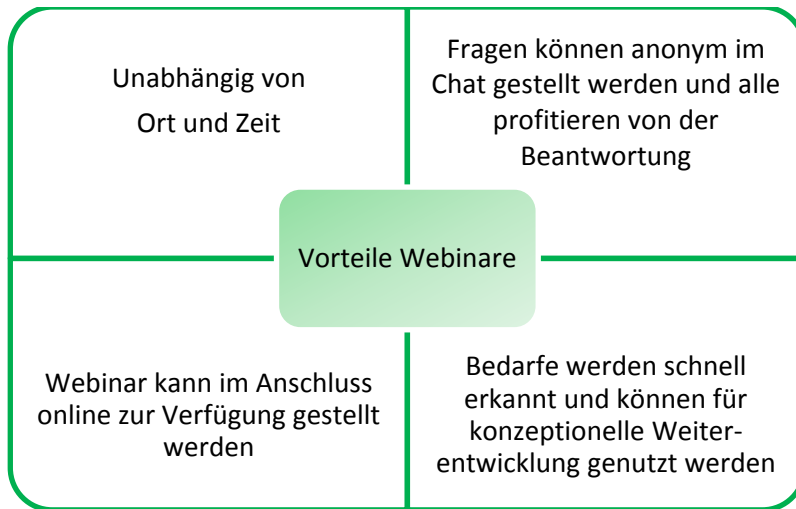 Unabhängig von
Ort und Zeit
Fragen können anonym im
Chat gestellt werden und alle
profitieren von der
Beantwortung
Vorteile Webinare
Webinar kann im Anschluss
online zur Verfügung gestellt
werden
Bedarfe werden schnell
erkannt und können für
konzeptionelle Weiter-
entwicklung genutzt werden